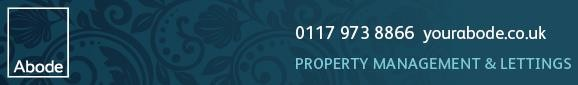 Abode
0117 973 8866 yourabode.co.uk
PROPERTY MANAGEMENT & LETTINGS